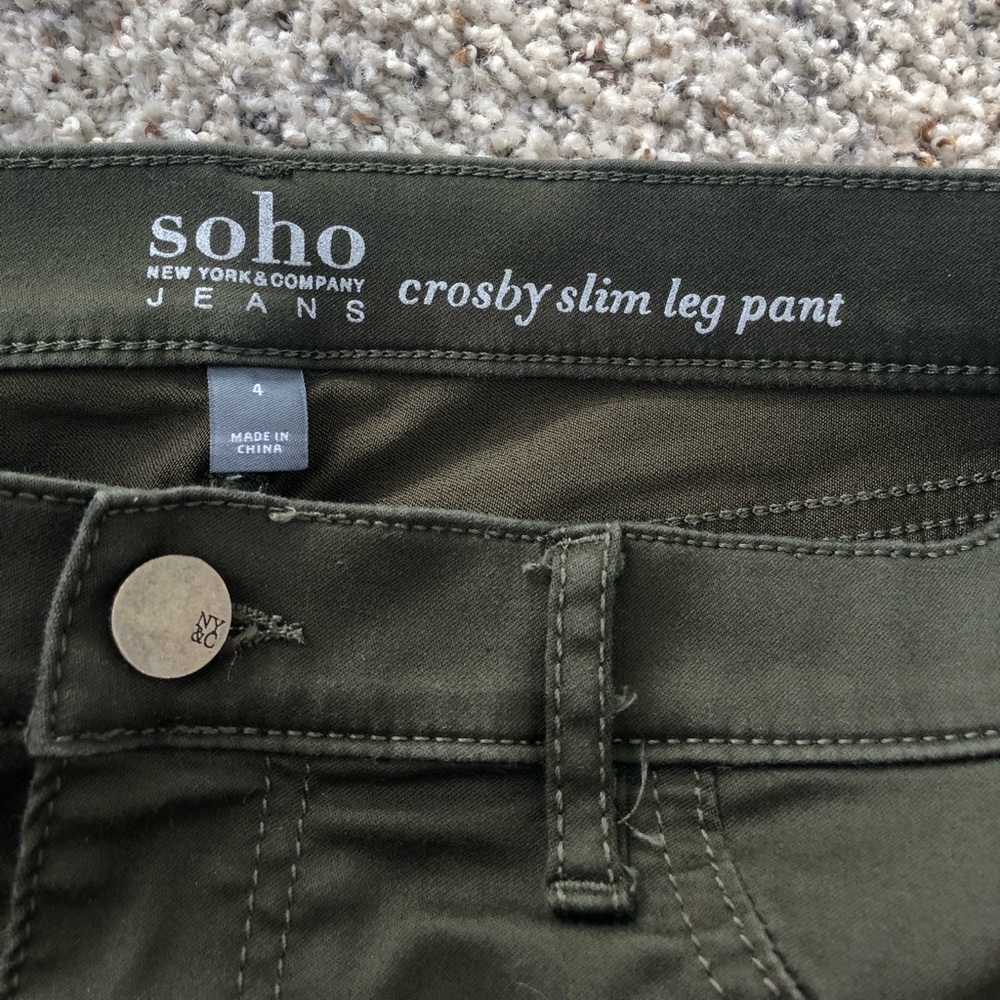 soho
NEW YORK & COMPANY
JEANS
crosby slim leg pant
4
MADE IN
CHINA
NY
&C